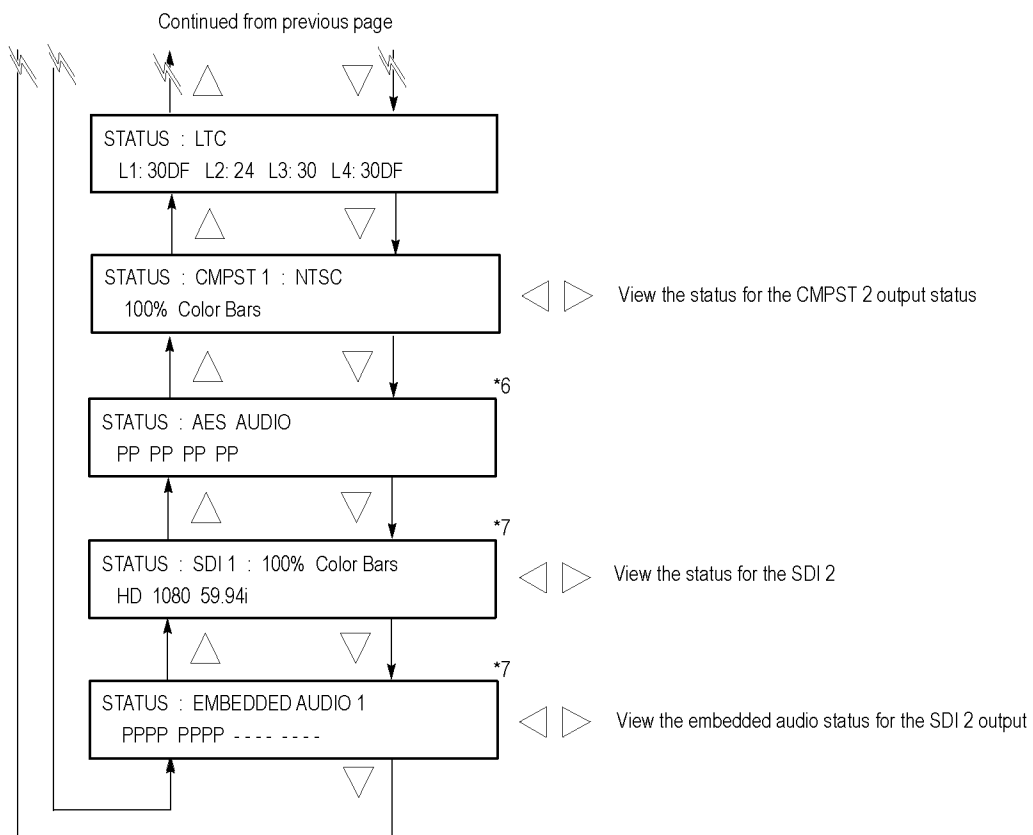 Continued from previous page
STATUS : LTC
L1: 30DF L2: 24 L3: 30 L4: 30DF
STATUS : CMPST 1 : NTSC
100% Color Bars
View the status for the CMPST 2 output status
*6
STATUS : AES AUDIO
PP PP PP PP
*7
STATUS : SDI 1 : 100% Color Bars
HD 1080 59.94i
View the status for the SDI 2
*7
STATUS : EMBEDDED AUDIO 1
PPPP PPPP - - - - - - - -
View the embedded audio status for the SDI 2 output